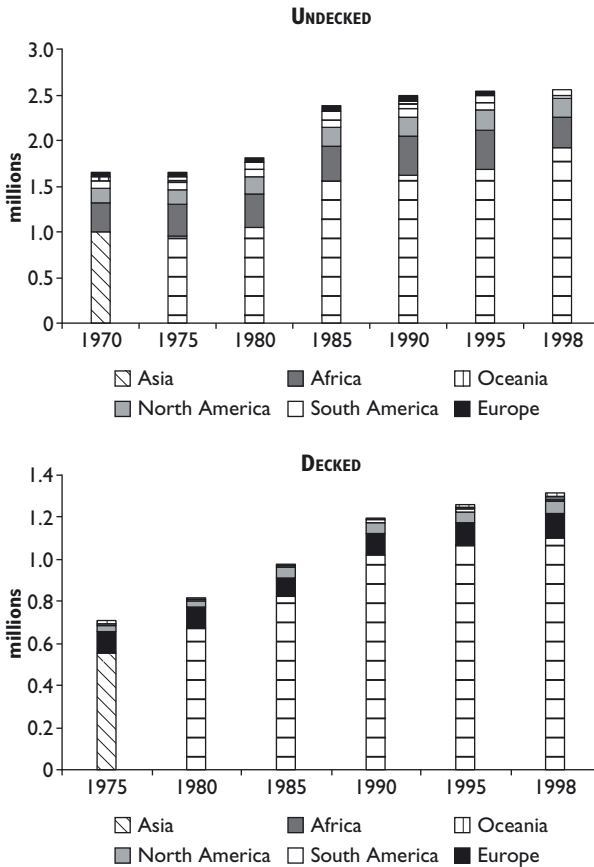 UNDECKED
3.0
2.5
2.0
1.5
1.0
0.5
0
millions
1970 1975 1980 1985 1990 1995 1998
Asia Africa Oceania
North America South America Europe
DECKED
1.4
1.2
1.0
0.8
0.6
0.4
0.2
0
millions
1975 1980 1985 1990 1995 1998
Asia Africa Oceania
North America South America Europe